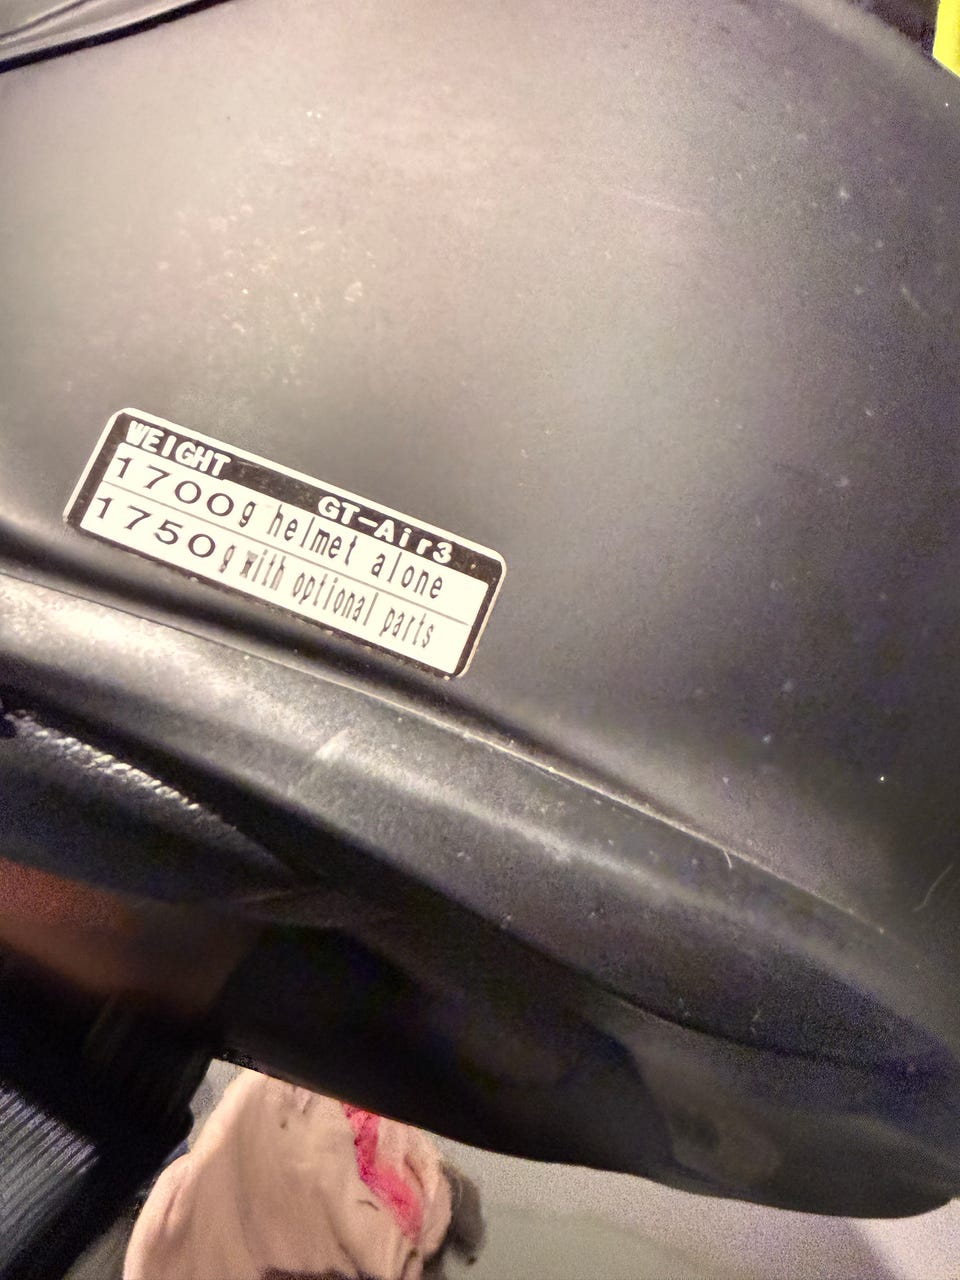 WEIGHT
GT-Air3
1700g helmet alone
1750g with optional parts